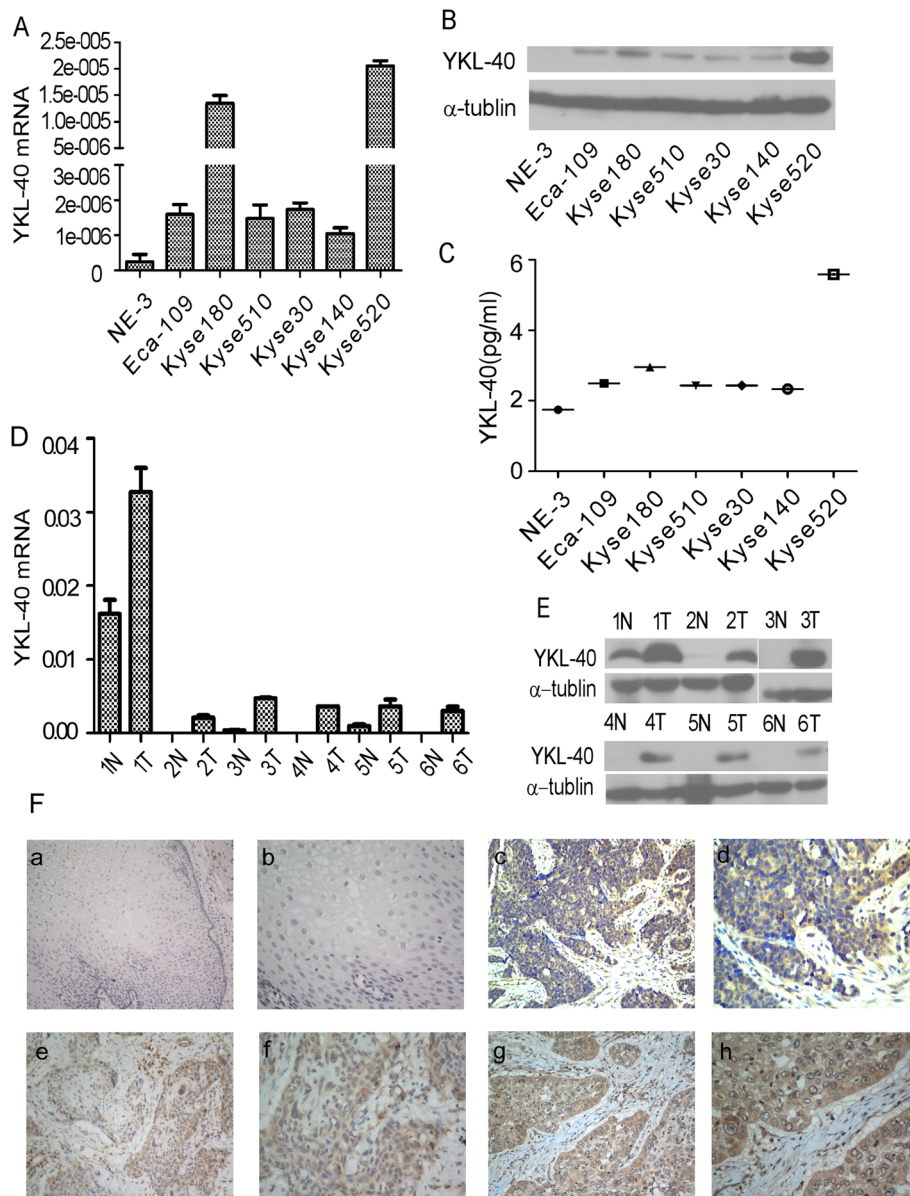 A
YKL-40 mRNA
2.5e-005
2e-005
1.5e-005
1e-005
5e-006
3e-006
2e-006
1e-006
0
NE-3
Eca-109
Kyse180
Kyse510
Kyse30
Kyse140
Kyse520
B
YKL-40
α-tublin
NE-3
Eca-109
Kyse180
Kyse510
Kyse30
Kyse140
Kyse520
C
YKL-40(pg/ml)
6
4
2
0
NE-3
Eca-109
Kyse180
Kyse510
Kyse30
Kyse140
Kyse520
D
YKL-40 mRNA
0.04
0.03
0.02
0.01
0.00
1N 1T 2N 2T 3N 3T 4N 4T 5N 5T 6N 6T
E
1N 1T 2N 2T 3N 3T
YKL-40
α-tublin
4N 4T 5N 5T 6N 6T
YKL-40
α-tublin
F
a b c d
e f g h